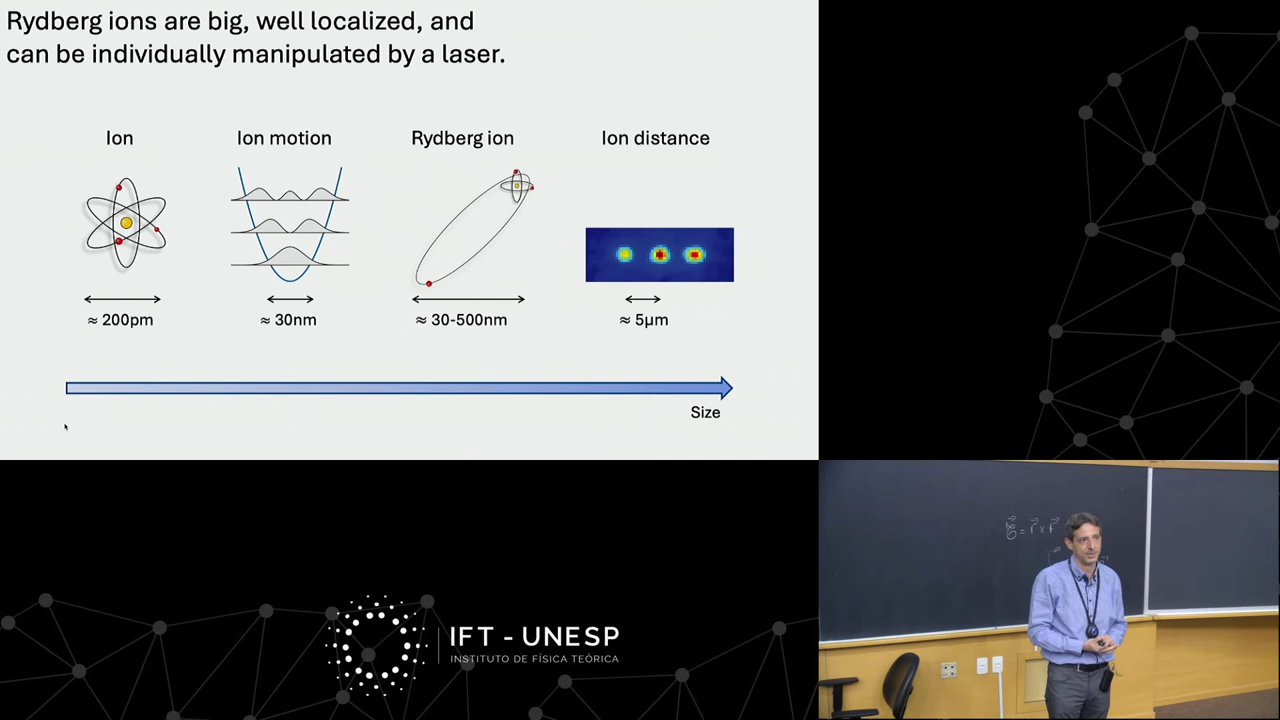 Rydberg ions are big, well localized, and
can be individually manipulated by a laser.
Ion
Ion motion
Rydberg ion
Ion distance
≈ 200pm
≈ 30nm
≈ 30-500nm
≈ 5µm
Size
IFT - UNESP
INSTITUTO DE FÍSICA TEÓRICA